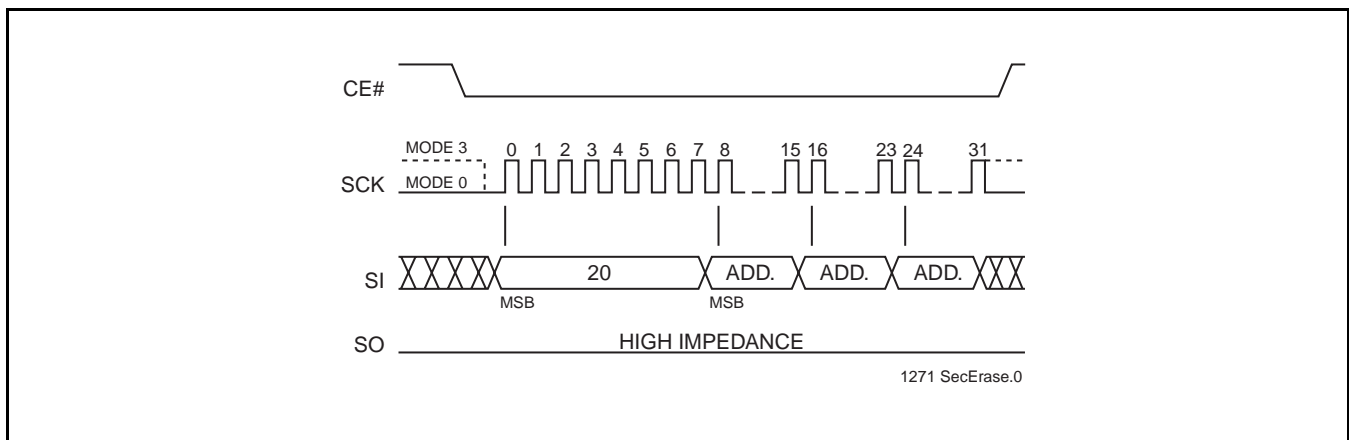 CE#
MODE 3
0 1 2 3 4 5 6 7 8 15 16 23 24 31
SCK
MODE 0
SI
20 ADD. ADD. ADD.
MSB MSB
SO
HIGH IMPEDANCE
1271 SecErase.0